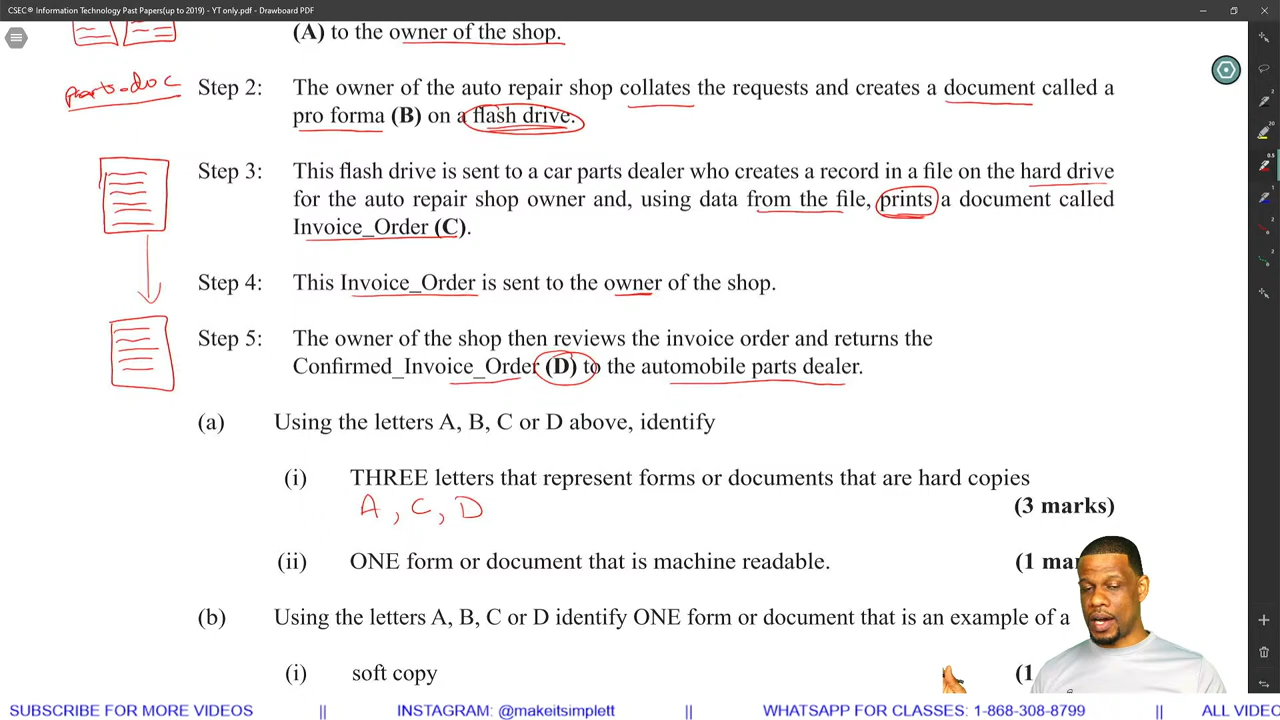 CSEC® Information Technology Past Papers(up to 2019) - YT only.pdf - Drawboard PDF
(A) to the owner of the shop.
parts.doc
Step 2: The owner of the auto repair shop collates the requests and creates a document called a
pro forma (B) on a flash drive.
Step 3: This flash drive is sent to a car parts dealer who creates a record in a file on the hard drive
for the auto repair shop owner and, using data from the file, prints a document called
Invoice_Order (C).
Step 4: This Invoice_Order is sent to the owner of the shop.
Step 5: The owner of the shop then reviews the invoice order and returns the
Confirmed_Invoice_Order (D) to the automobile parts dealer.
(a) Using the letters A, B, C or D above, identify
(i) THREE letters that represent forms or documents that are hard copies
A, C, D (3 marks)
(ii) ONE form or document that is machine readable. (1 mar
(b) Using the letters A, B, C or D identify ONE form or document that is an example of a
(i) soft copy (1
SUBSCRIBE FOR MORE VIDEOS || INSTAGRAM: @makeitsimplett || WHATSAPP FOR CLASSES: 1-868-308-8799 || ALL VIDEO